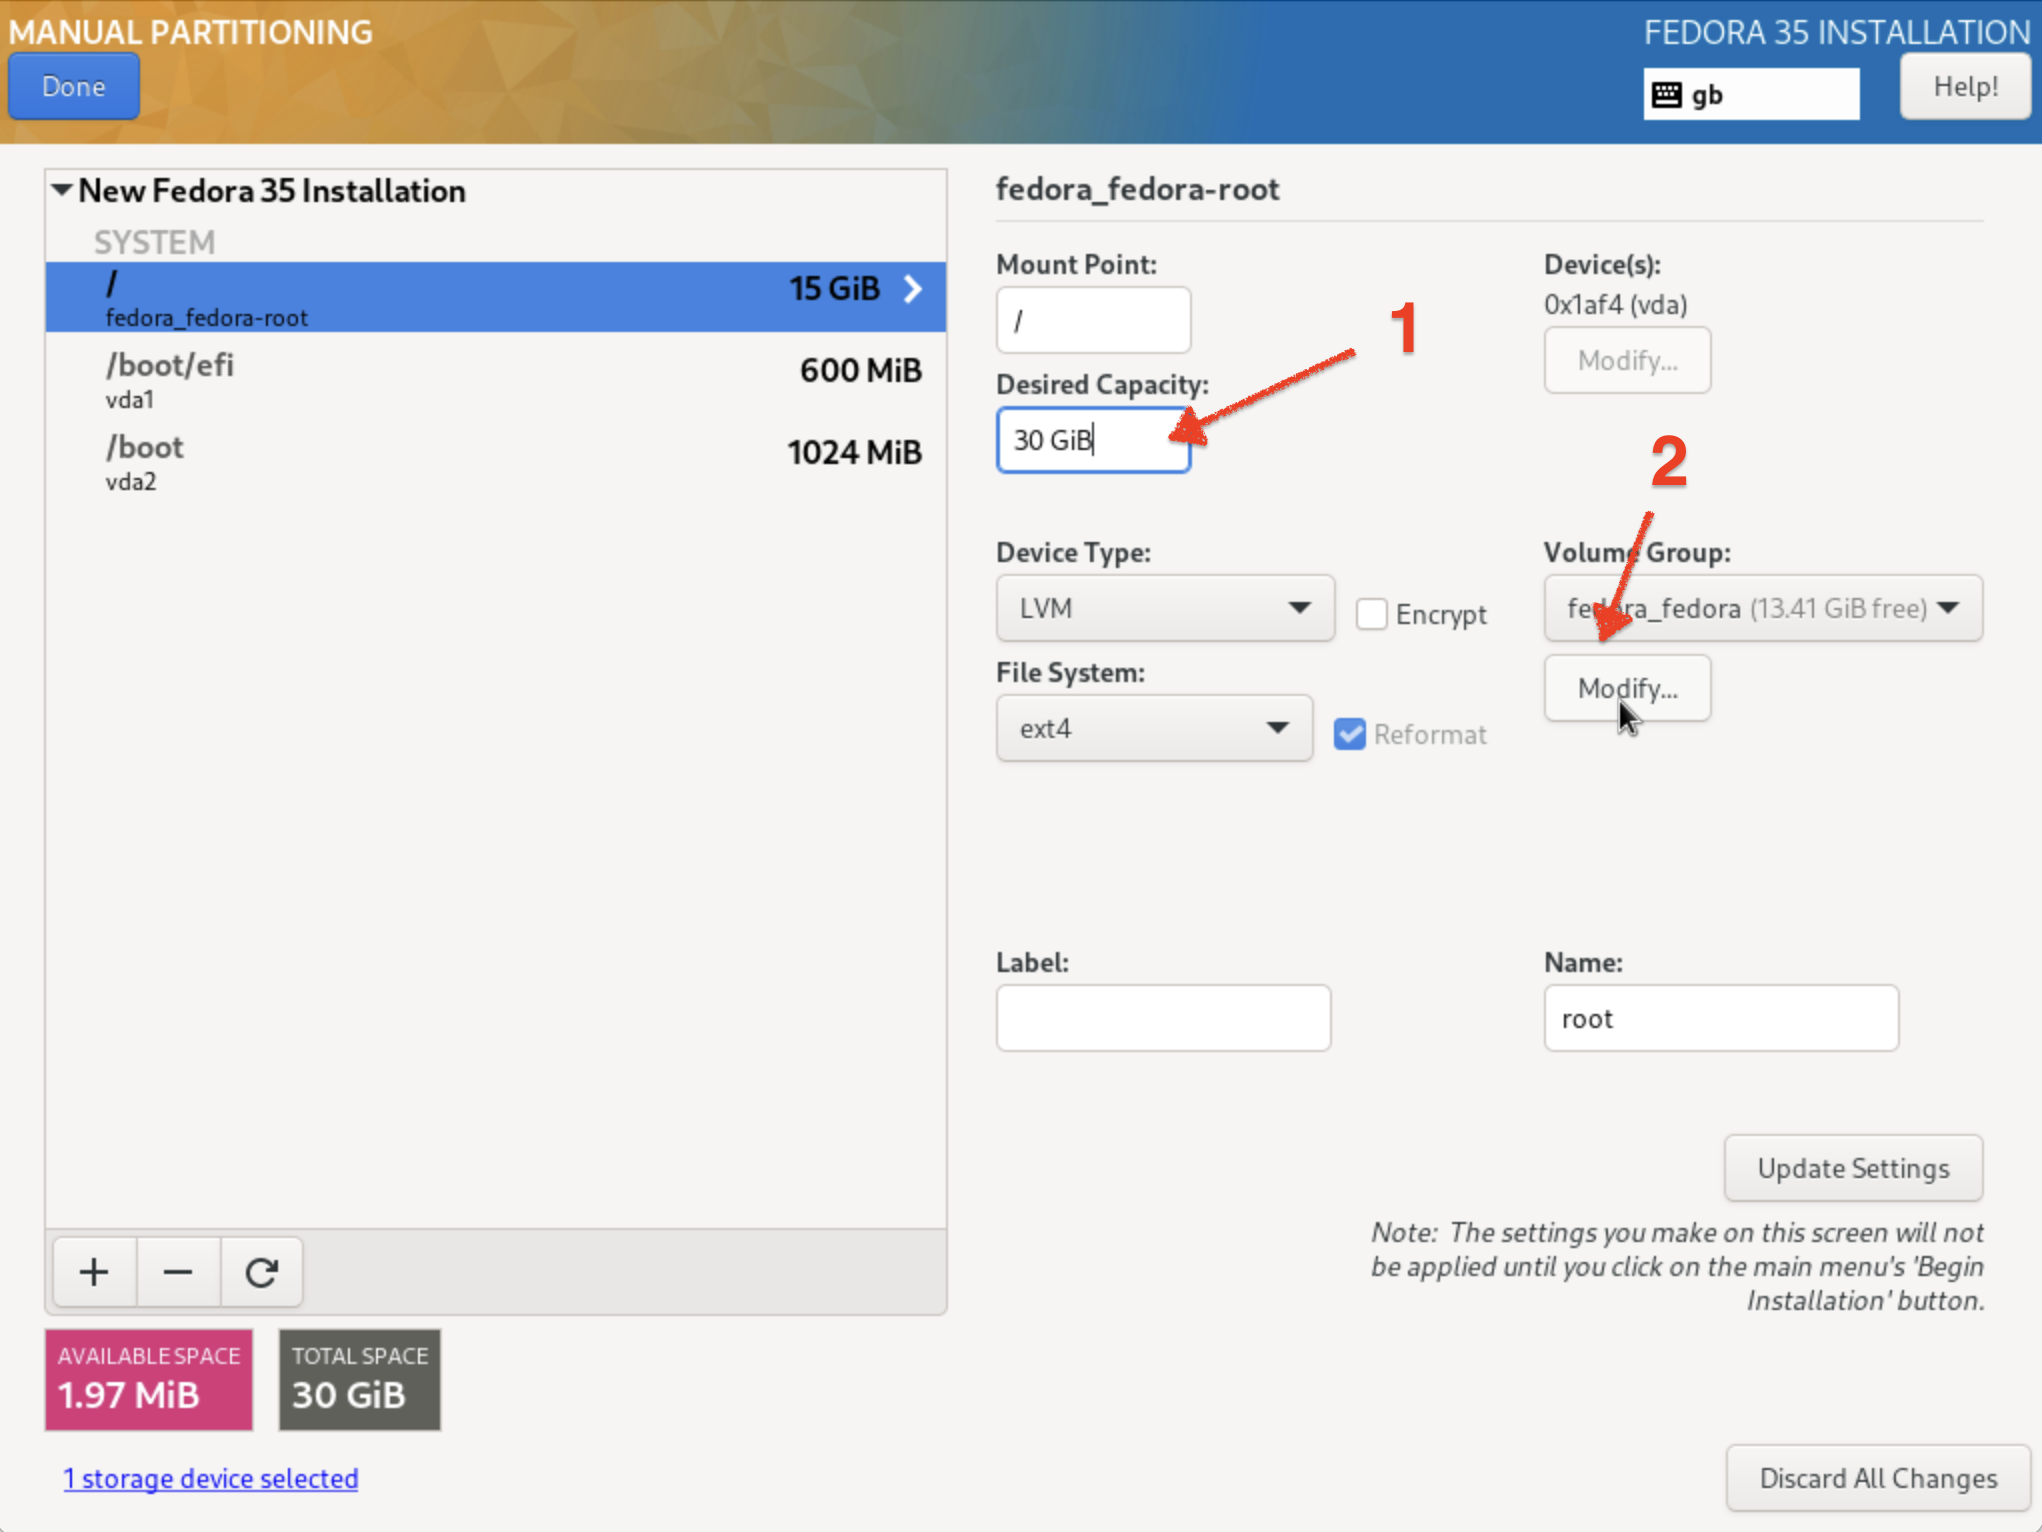 MANUAL PARTITIONING
FEDORA 35 INSTALLATION
Done
gb
Help!
New Fedora 35 Installation
SYSTEM
/
15 GiB
fedora_fedora-root
/boot/efi
600 MiB
vda1
/boot
1024 MiB
vda2
+
−
AVAILABLE SPACE
1.97 MiB
TOTAL SPACE
30 GiB
1 storage device selected
fedora_fedora-root
Mount Point:
/
Desired Capacity:
30 GiB
1
Device(s):
0x1af4 (vda)
Modify...
2
Device Type:
LVM
Encrypt
Volume Group:
fedora_fedora (13.41 GiB free)
Modify...
File System:
ext4
Reformat
Label:
Name:
root
Update Settings
Note: The settings you make on this screen will not
be applied until you click on the main menu's 'Begin
Installation' button.
Discard All Changes